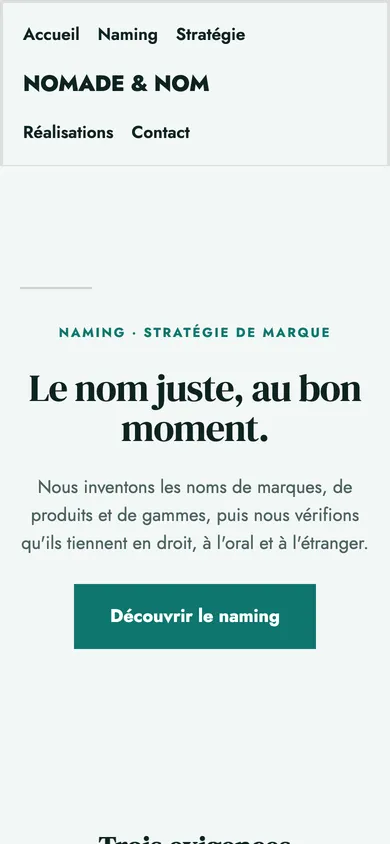 Accueil Naming Stratégie
NOMADE & NOM
Réalisations Contact
NAMING · STRATÉGIE DE MARQUE
Le nom juste, au bon
moment.
Nous inventons les noms de marques, de
produits et de gammes, puis nous vérifions
qu'ils tiennent en droit, à l'oral et à l'étranger.
Découvrir le naming
Trois exigences